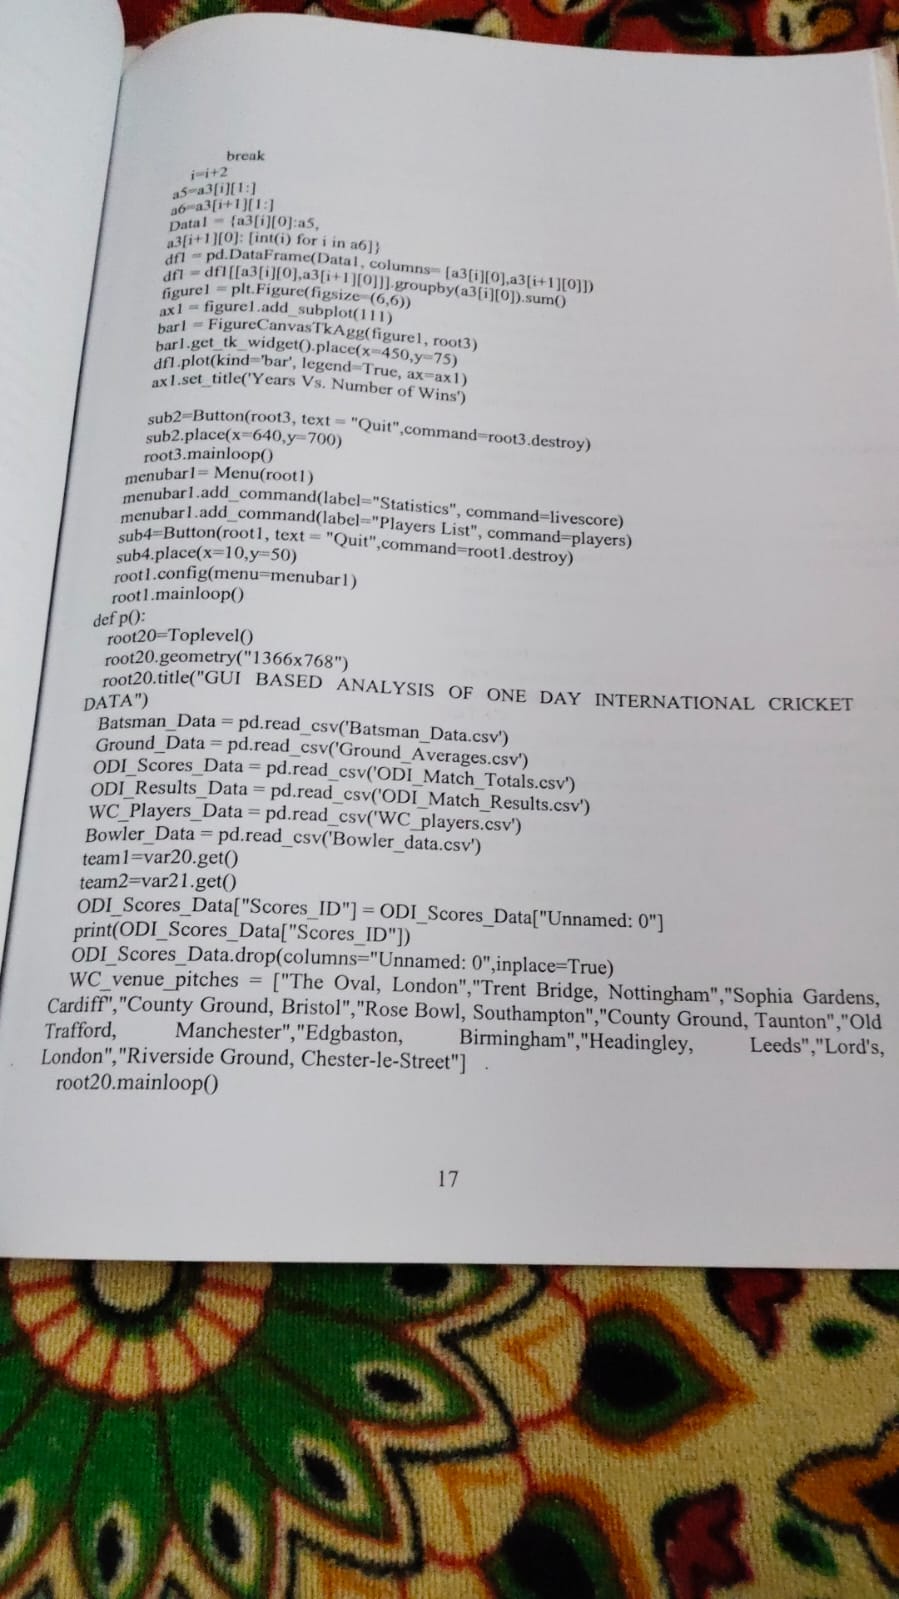 break
i=i+2
a5=a3[i][1:]
a6=a3[i+1][1:]
Data1 = {a3[i][0]:a5,
a3[i+1][0]: [int(i) for i in a6]}
df1 = pd.DataFrame(Data1, columns= [a3[i][0],a3[i+1][0]])
df1 = df1[[a3[i][0],a3[i+1][0]]].groupby(a3[i][0]).sum()
figure1 = plt.Figure(figsize=(6,6))
ax1 = figure1.add_subplot(111)
bar1 = FigureCanvasTkAgg(figure1, root3)
bar1.get_tk_widget().place(x=450,y=75)
df1.plot(kind='bar', legend=True, ax=ax1)
ax1.set_title('Years Vs. Number of Wins')
sub2=Button(root3, text = "Quit",command=root3.destroy)
sub2.place(x=640,y=700)
root3.mainloop()
menubar1= Menu(root1)
menubar1.add_command(label="Statistics", command=livescore)
menubar1.add_command(label="Players List", command=players)
sub4=Button(root1, text = "Quit",command=root1.destroy)
sub4.place(x=10,y=50)
root1.config(menu=menubar1)
root1.mainloop()
def p():
root20=Toplevel()
root20.geometry("1366x768")
root20.title("GUI BASED ANALYSIS OF ONE DAY INTERNATIONAL CRICKET
DATA")
Batsman_Data = pd.read_csv('Batsman_Data.csv')
Ground_Data = pd.read_csv('Ground_Averages.csv')
ODI_Scores_Data = pd.read_csv('ODI_Match_Totals.csv')
ODI_Results_Data = pd.read_csv('ODI_Match_Results.csv')
WC_Players_Data = pd.read_csv('WC_players.csv')
Bowler_Data = pd.read_csv('Bowler_data.csv')
team1=var20.get()
team2=var21.get()
ODI_Scores_Data["Scores_ID"] = ODI_Scores_Data["Unnamed: 0"]
print(ODI_Scores_Data["Scores_ID"])
ODI_Scores_Data.drop(columns="Unnamed: 0",inplace=True)
WC_venue_pitches = ["The Oval, London","Trent Bridge, Nottingham","Sophia Gardens,
Cardiff","County Ground, Bristol","Rose Bowl, Southampton","County Ground, Taunton","Old
Trafford, Manchester","Edgbaston, Birmingham","Headingley, Leeds","Lord's,
London","Riverside Ground, Chester-le-Street"]
root20.mainloop()
17